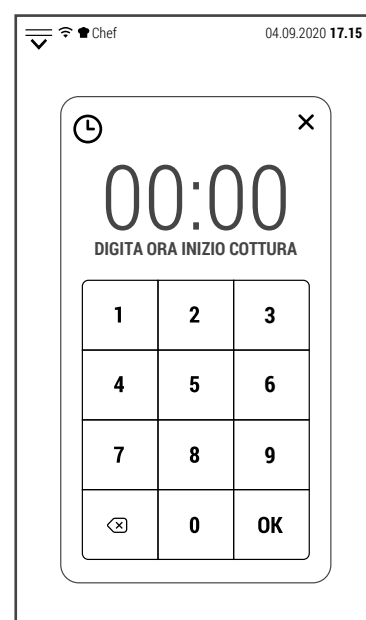 Chef 04.09.2020 17.15
00:00
DIGITA ORA INIZIO COTTURA
1 2 3
4 5 6
7 8 9
0 OK